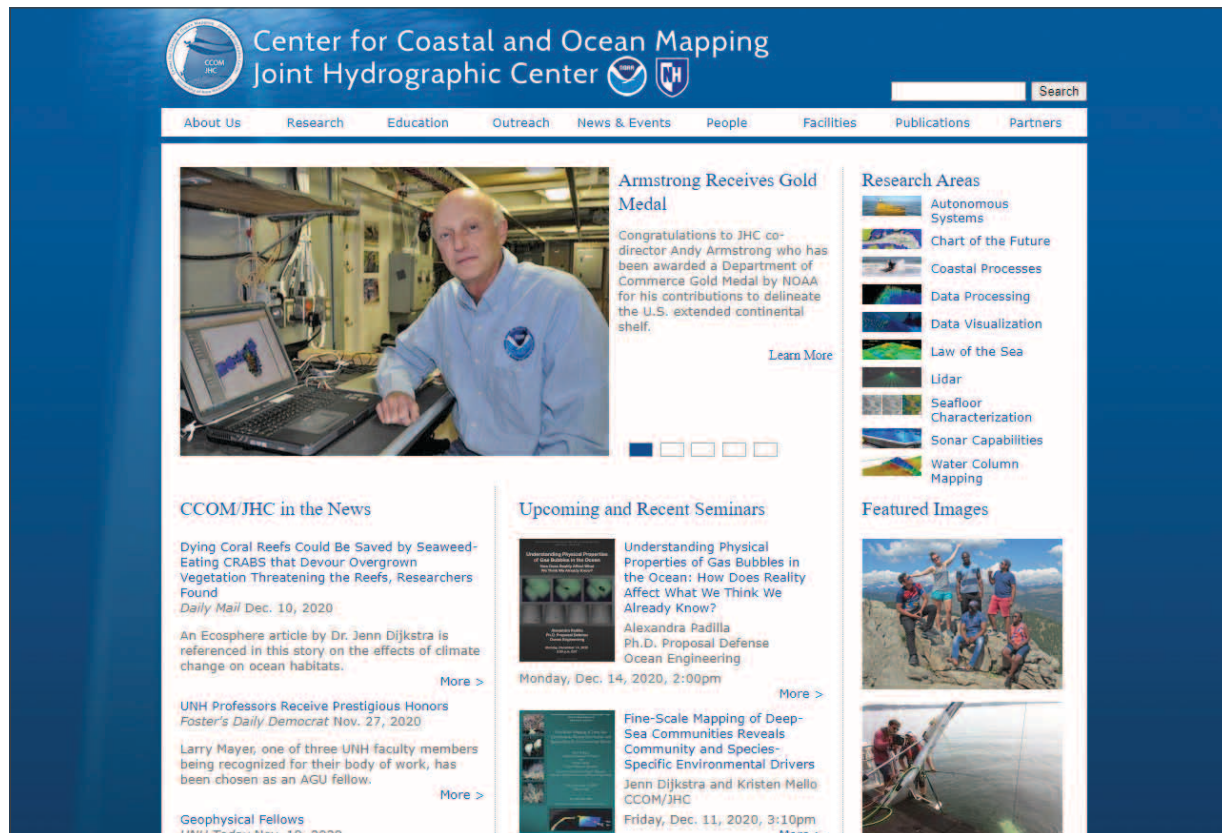 CCOM
JHC
Center for Coastal and Ocean Mapping
Joint Hydrographic Center
NOAA
NH
Search
About Us
Research
Education
Outreach
News & Events
People
Facilities
Publications
Partners
Armstrong Receives Gold
Medal
Congratulations to JHC co-
director Andy Armstrong who has
been awarded a Department of
Commerce Gold Medal by NOAA
for his contributions to delineate
the U.S. extended continental
shelf.
Learn More
Research Areas
Autonomous
Systems
Chart of the Future
Coastal Processes
Data Processing
Data Visualization
Law of the Sea
Lidar
Seafloor
Characterization
Sonar Capabilities
Water Column
Mapping
CCOM/JHC in the News
Dying Coral Reefs Could Be Saved by Seaweed-
Eating CRABS that Devour Overgrown
Vegetation Threatening the Reefs, Researchers
Found
Daily Mail Dec. 10, 2020
An Ecosphere article by Dr. Jenn Dijkstra is
referenced in this story on the effects of climate
change on ocean habitats.
More >
UNH Professors Receive Prestigious Honors
Foster's Daily Democrat Nov. 27, 2020
Larry Mayer, one of three UNH faculty members
being recognized for their body of work, has
been chosen as an AGU fellow.
More >
Geophysical Fellows
Upcoming and Recent Seminars
Understanding Physical Properties
of Gas Bubbles in the Ocean
Understanding Physical
Properties of Gas Bubbles in
the Ocean: How Does Reality
Affect What We Think We
Already Know?
Alexandra Padilla
Ph.D. Proposal Defense
Ocean Engineering
Monday, Dec. 14, 2020, 2:00pm
More >
Fine-Scale Mapping of Deep-
Sea Communities Reveals
Community and Species-
Specific Environmental Drivers
Jenn Dijkstra and Kristen Mello
CCOM/JHC
Friday, Dec. 11, 2020, 3:10pm
Featured Images